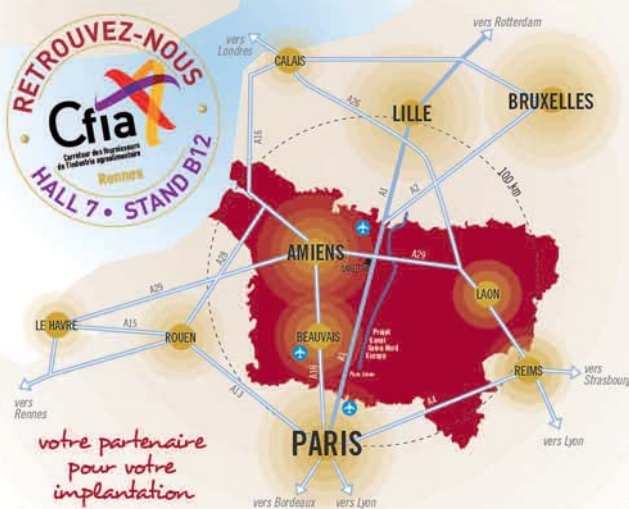 RETROUVEZ-NOUS
Cfia
Carrefour des fournisseurs
de l'industrie agroalimentaire
Rennes
HALL 7 • STAND B12
vers
Londres
vers Rotterdam
CALAIS
LILLE
BRUXELLES
A16
A26
A1
A2
100 km
AMIENS
A29
A28
A29
LAON
LE HAVRE
A15
ROUEN
BEAUVAIS
Projet
Canal
Seine Nord
Europe
A1
A16
A13
A4
REIMS
vers
Strasbourg
vers
Rennes
vers Lyon
PARIS
votre partenaire
pour votre
implantation
vers Bordeaux
vers Lyon